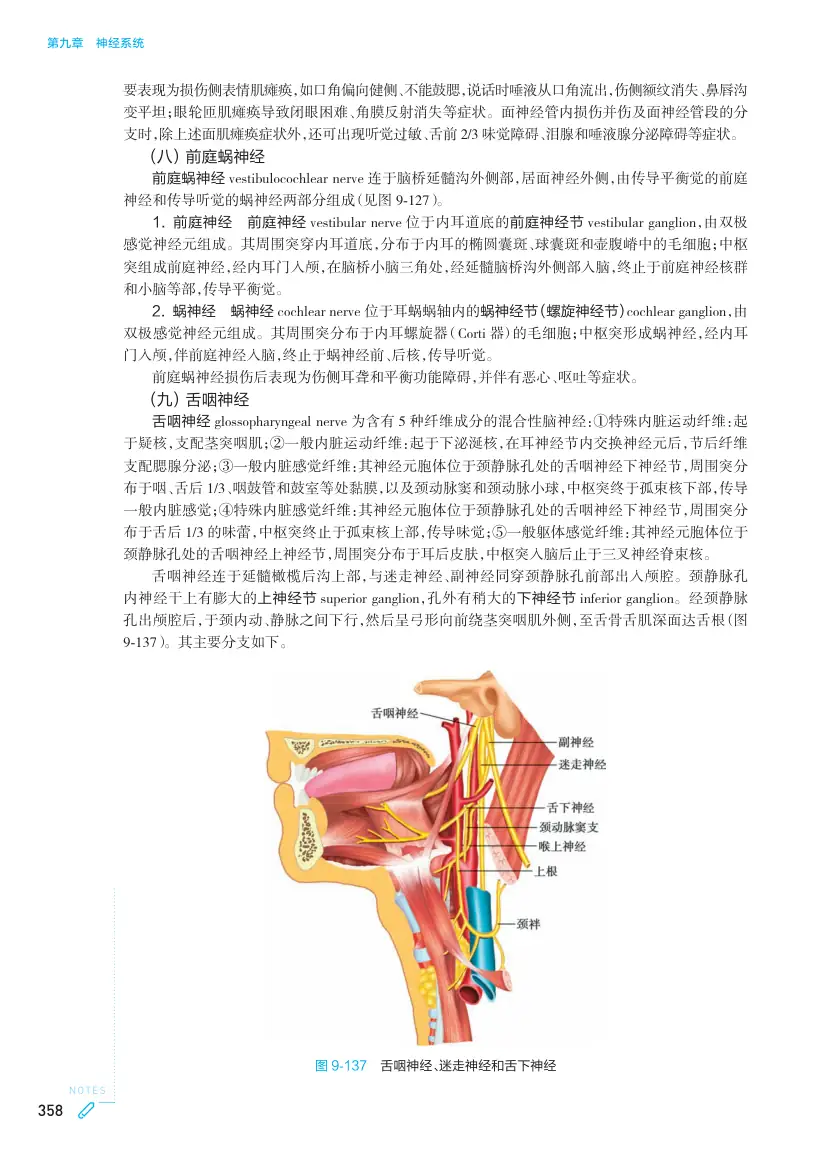 第九章 神经系统
要表现为损伤侧表情肌瘫痪,如口角偏向健侧、不能鼓腮,说话时唾液从口角流出,伤侧额纹消失、鼻唇沟
变平坦;眼轮匝肌瘫痪导致闭眼困难、角膜反射消失等症状。面神经管内损伤并伤及面神经管段的分
支时,除上述面肌瘫痪症状外,还可出现听觉过敏、舌前 2/3 味觉障碍、泪腺和唾液腺分泌障碍等症状。
(八)前庭蜗神经
前庭蜗神经 vestibulocochlear nerve 连于脑桥延髓沟外侧部,居面神经外侧,由传导平衡觉的前庭
神经和传导听觉的蜗神经两部分组成(见图 9-127)。
1. 前庭神经 前庭神经 vestibular nerve 位于内耳道底的前庭神经节 vestibular ganglion,由双极
感觉神经元组成。其周围突穿内耳道底,分布于内耳的椭圆囊斑、球囊斑和壶腹嵴中的毛细胞;中枢
突组成前庭神经,经内耳门入颅,在脑桥小脑三角处,经延髓脑桥沟外侧部入脑,终止于前庭神经核群
和小脑等部,传导平衡觉。
2. 蜗神经 蜗神经 cochlear nerve 位于耳蜗蜗轴内的蜗神经节(螺旋神经节)cochlear ganglion,由
双极感觉神经元组成。其周围突分布于内耳螺旋器(Corti 器)的毛细胞;中枢突形成蜗神经,经内耳
门入颅,伴前庭神经入脑,终止于蜗神经前、后核,传导听觉。
前庭蜗神经损伤后表现为伤侧耳聋和平衡功能障碍,并伴有恶心、呕吐等症状。
(九)舌咽神经
舌咽神经 glossopharyngeal nerve 为含有 5 种纤维成分的混合性脑神经:①特殊内脏运动纤维:起
于疑核,支配茎突咽肌;②一般内脏运动纤维:起于下泌涎核,在耳神经节内交换神经元后,节后纤维
支配腮腺分泌;③一般内脏感觉纤维:其神经元胞体位于颈静脉孔处的舌咽神经下神经节,周围突分
布于咽、舌后 1/3、咽鼓管和鼓室等处黏膜,以及颈动脉窦和颈动脉小球,中枢突终于孤束核下部,传导
一般内脏感觉;④特殊内脏感觉纤维:其神经元胞体位于颈静脉孔处的舌咽神经下神经节,周围突分
布于舌后 1/3 的味蕾,中枢突终止于孤束核上部,传导味觉;⑤一般躯体感觉纤维:其神经元胞体位于
颈静脉孔处的舌咽神经上神经节,周围突分布于耳后皮肤,中枢突入脑后止于三叉神经脊束核。
舌咽神经连于延髓橄榄后沟上部,与迷走神经、副神经同穿颈静脉孔前部出入颅腔。颈静脉孔
内神经干上有膨大的上神经节 superior ganglion,孔外有稍大的下神经节 inferior ganglion。经颈静脉
孔出颅腔后,于颈内动、静脉之间下行,然后呈弓形向前绕茎突咽肌外侧,至舌骨舌肌深面达舌根(图
9-137)。其主要分支如下。
舌咽神经
副神经
迷走神经
舌下神经
颈动脉窦支
喉上神经
上根
颈袢
图 9-137 舌咽神经、迷走神经和舌下神经
NOTES
358